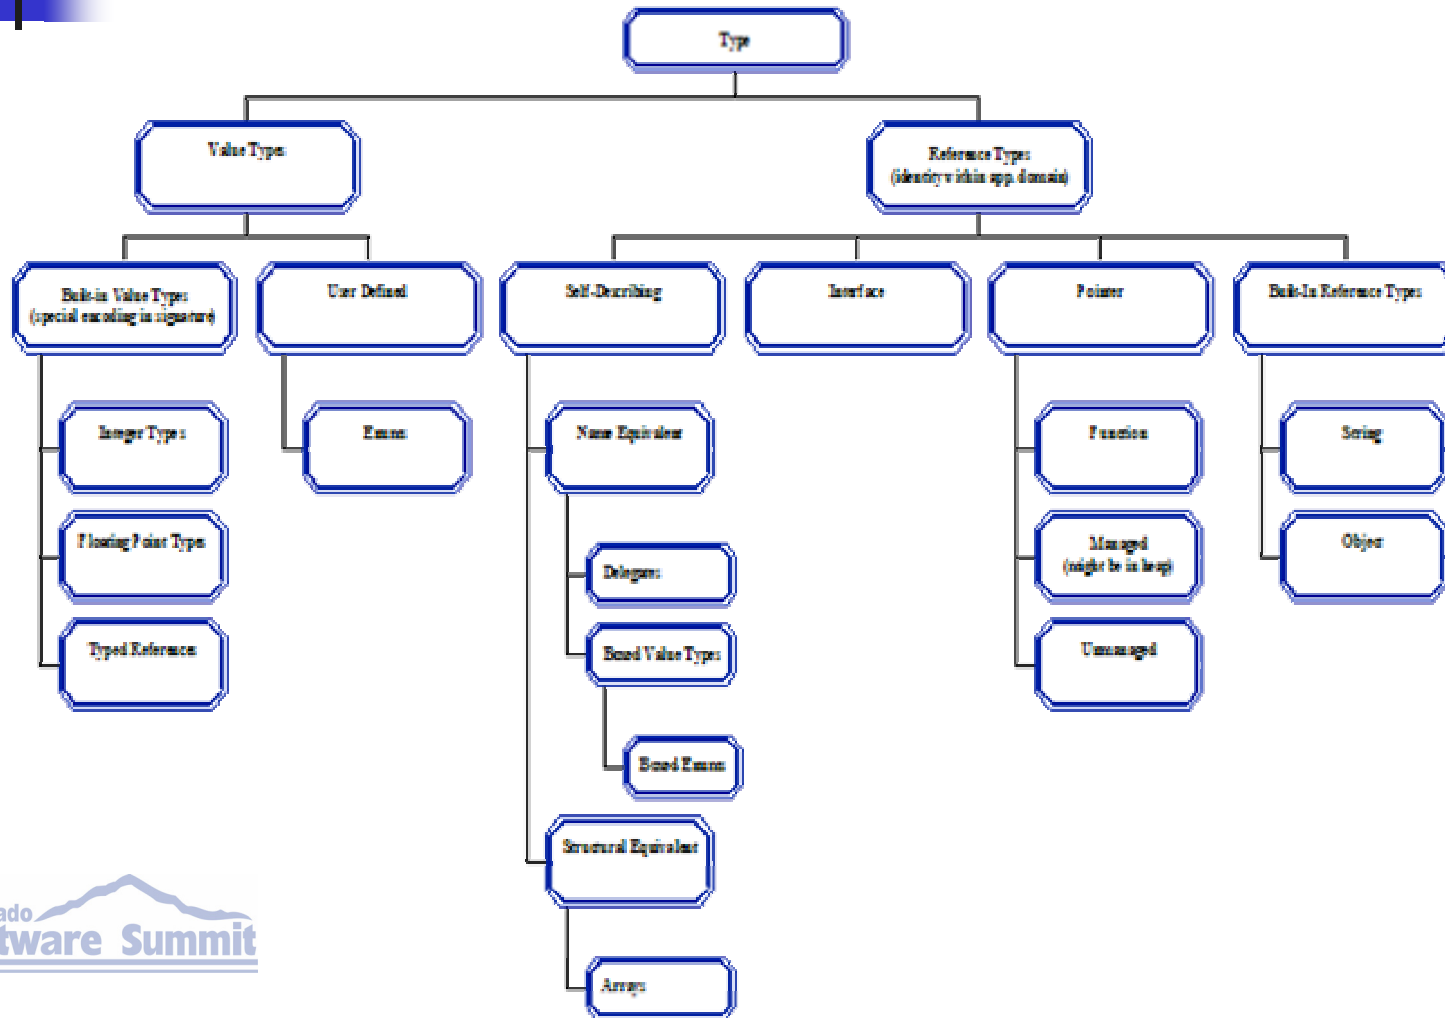 Type
Value Types
Reference Types
(identity within app. domain)
Built-in Value Types
(special encoding in signature)
User Defined
Self-Describing
Interface
Pointer
Built-In Reference Types
Integer Types
Enums
Name Equivalent
Function
String
Floating Point Types
Delegates
Managed
(might be in heap)
Object
Typed References
Boxed Value Types
Unmanaged
Boxed Enums
Structural Equivalent
Arrays
ado
tware Summit